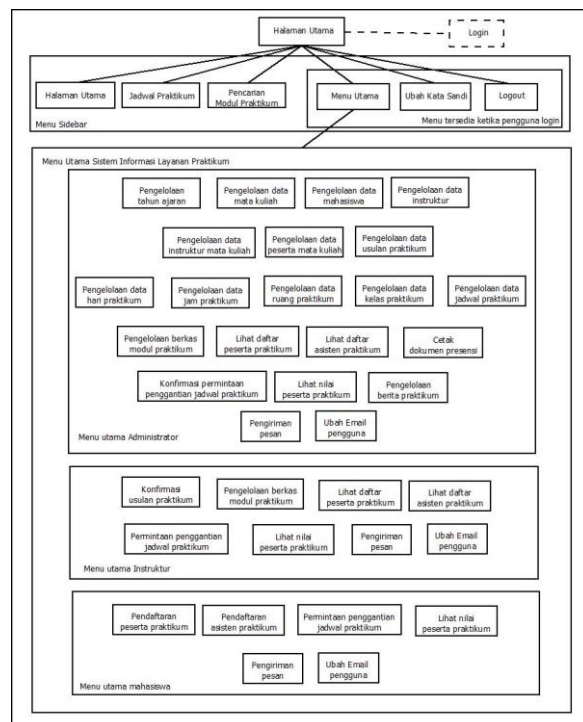 Halaman Utama
Login
Halaman Utama
Jadwal Praktikum
Pencarian
Modul Praktikum
Menu Utama
Ubah Kata Sandi
Logout
Menu Sidebar
Menu tersedia ketika pengguna login
Menu Utama Sistem Informasi Layanan Praktikum
Pengelolaan
tahun ajaran
Pengelolaan data
mata kuliah
Pengelolaan data
mahasiswa
Pengelolaan data
instruktur
Pengelolaan data
instruktur mata kuliah
Pengelolaan data
peserta mata kuliah
Pengelolaan data
usulan praktikum
Pengelolaan data
hari praktikum
Pengelolaan data
jam praktikum
Pengelolaan data
ruang praktikum
Pengelolaan data
kelas praktikum
Pengelolaan data
jadwal praktikum
Pengelolaan berkas
modul praktikum
Lihat daftar
peserta praktikum
Lihat daftar
asisten praktikum
Cetak
dokumen presensi
Konfirmasi permintaan
penggantian jadwal praktikum
Lihat nilai
peserta praktikum
Pengelolaan
berita praktikum
Pengiriman
pesan
Ubah Email
pengguna
Menu utama Administrator
Konfirmasi
usulan praktikum
Pengelolaan berkas
modul praktikum
Lihat daftar
peserta praktikum
Lihat daftar
asisten praktikum
Permintaan penggantian
jadwal praktikum
Lihat nilai
peserta praktikum
Pengiriman
pesan
Ubah Email
pengguna
Menu utama Instruktur
Pendaftaran
peserta praktikum
Pendaftaran
asisten praktikum
Permintaan penggantian
jadwal praktikum
Lihat nilai
peserta praktikum
Pengiriman
pesan
Ubah Email
pengguna
Menu utama mahasiswa